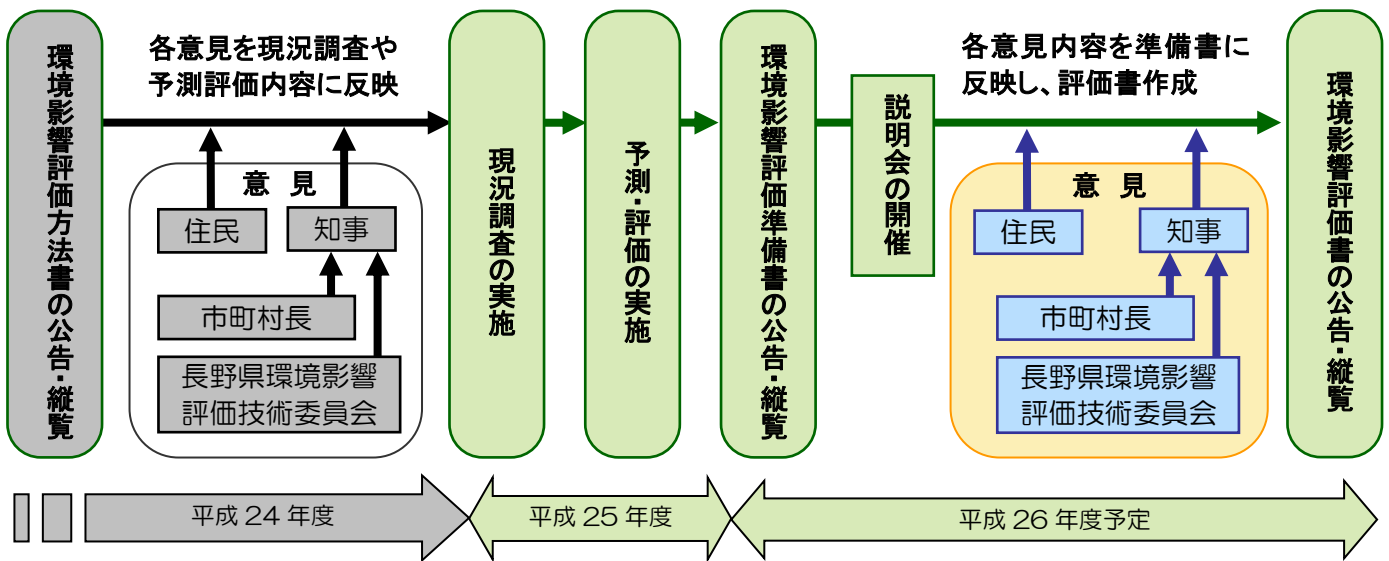 環境影響評価方法書の公告・縦覧
各意見を現況調査や
予測評価内容に反映
意 見
住民
知事
市町村長
長野県環境影響
評価技術委員会
現況調査の実施
予測・評価の実施
環境影響評価準備書の公告・縦覧
説明会の開催
各意見内容を準備書に
反映し、評価書作成
意 見
住民
知事
市町村長
長野県環境影響
評価技術委員会
環境影響評価書の公告・縦覧
平成 24 年度
平成 25 年度
平成 26 年度予定